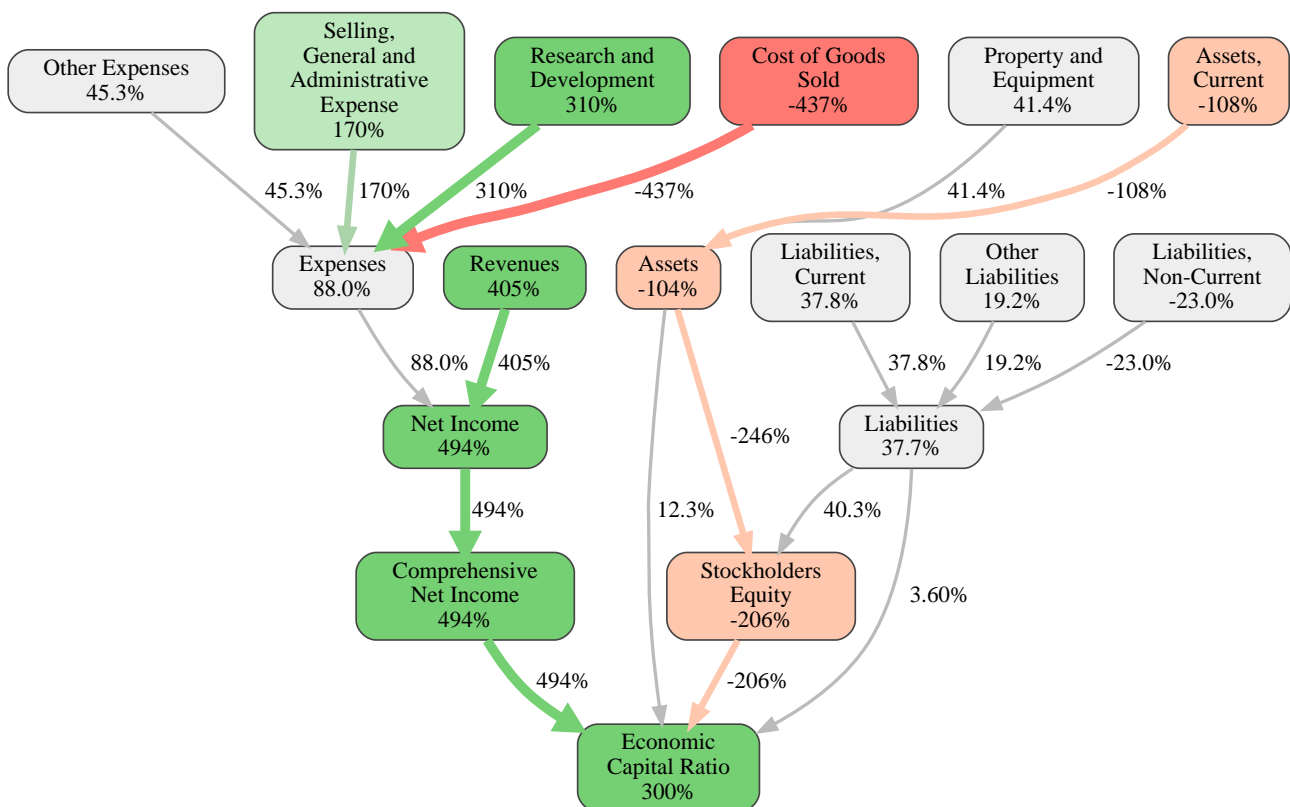 Other Expenses
45.3%
Selling,
General and
Administrative
Expense
170%
Research and
Development
310%
Cost of Goods
Sold
-437%
Property and
Equipment
41.4%
Assets,
Current
-108%
45.3%
170%
310%
-437%
41.4%
-108%
Expenses
88.0%
Revenues
405%
Assets
-104%
Liabilities,
Current
37.8%
Other
Liabilities
19.2%
Liabilities,
Non-Current
-23.0%
88.0%
405%
37.8%
19.2%
-23.0%
Net Income
494%
Liabilities
37.7%
-246%
494%
12.3%
40.3%
3.60%
Comprehensive
Net Income
494%
Stockholders
Equity
-206%
494%
-206%
Economic
Capital Ratio
300%